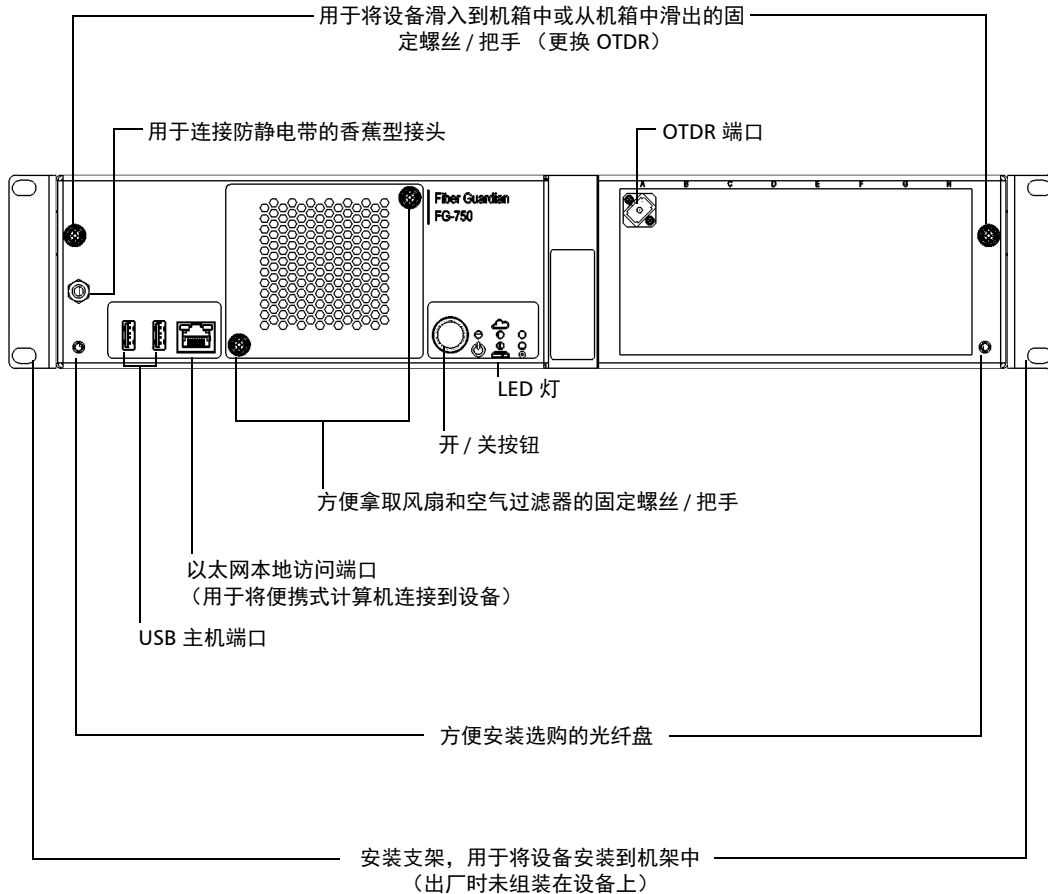 用于将设备滑入到机箱中或从机箱中滑出的固
定螺丝 / 把手 （更换 OTDR）
用于连接防静电带的香蕉型接头
OTDR 端口
A B C D E F G H
Fiber Guardian
FG-750
LED 灯
开 / 关按钮
方便拿取风扇和空气过滤器的固定螺丝 / 把手
以太网本地访问端口
（用于将便携式计算机连接到设备）
USB 主机端口
方便安装选购的光纤盘
安装支架，用于将设备安装到机架中
（出厂时未组装在设备上）